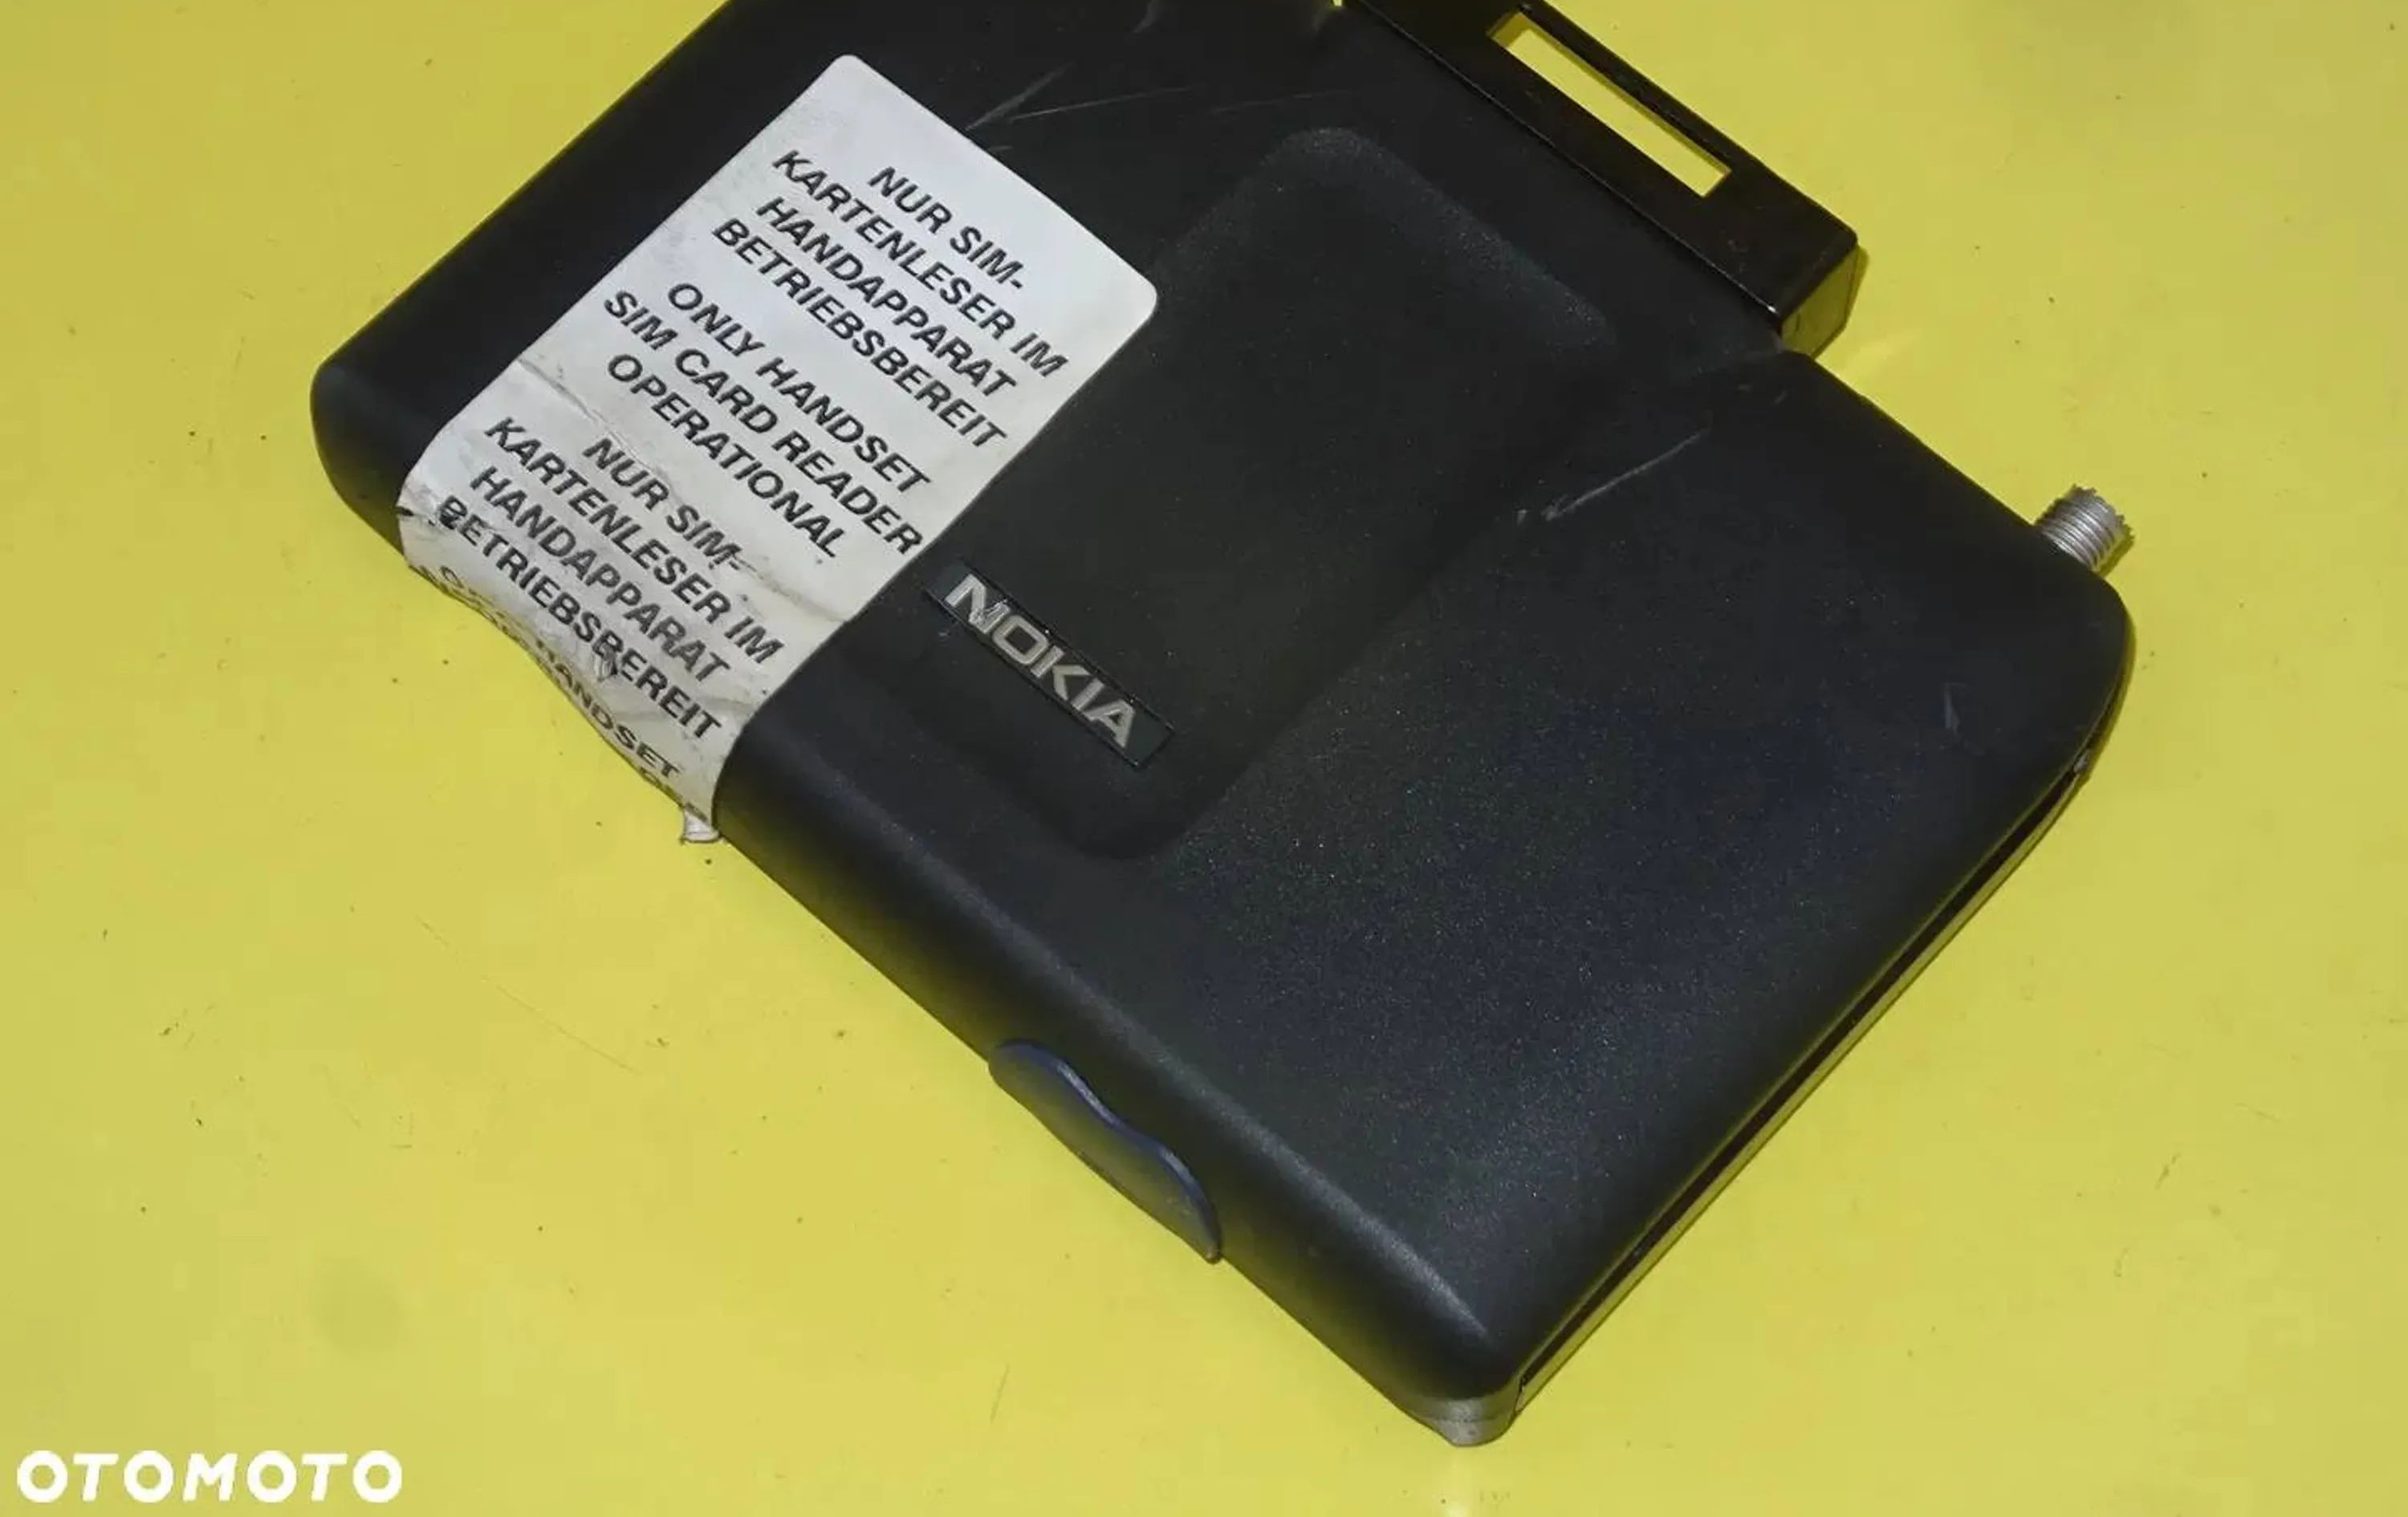 NUR SIM-
KARTENLESER IM
HANDAPPARAT
BETRIEBSBEREIT
ONLY HANDSET
SIM CARD READER
OPERATIONAL
NUR SIM-
KARTENLESER IM
HANDAPPARAT
BETRIEBSBEREIT
HANDSET
NOKIA
OTOMOTO